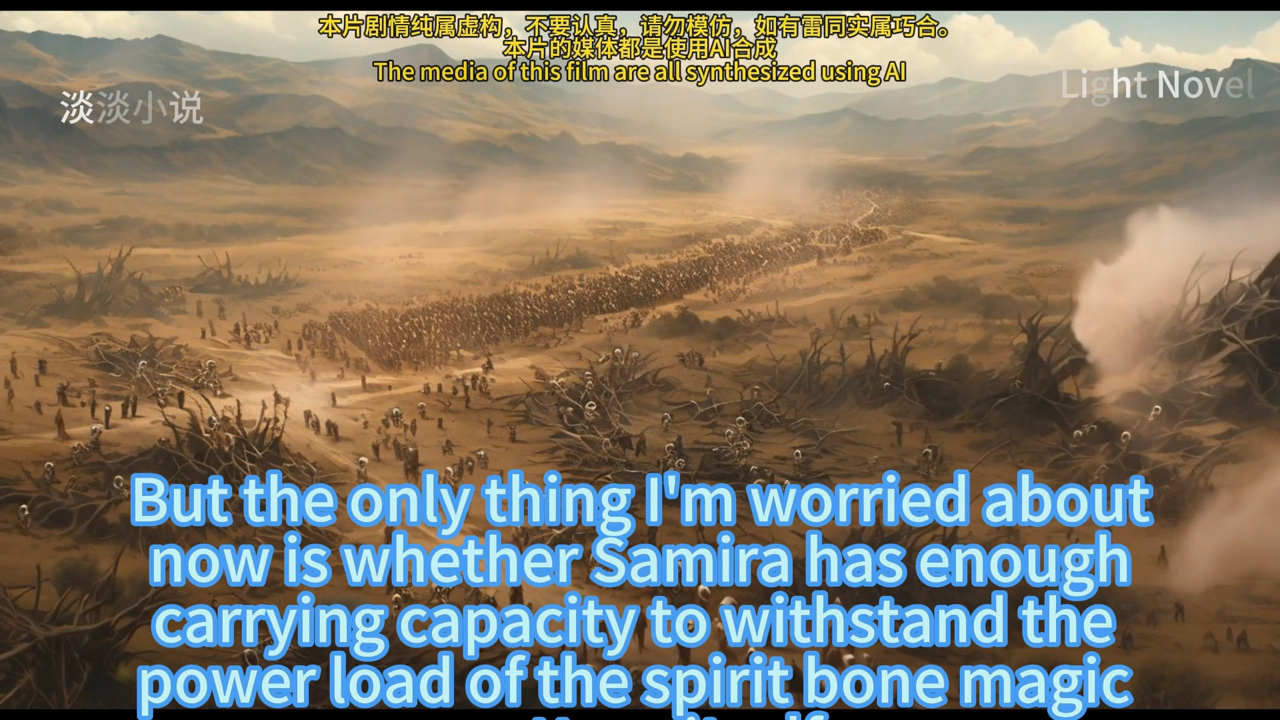 本片剧情纯属虚构，不要认真，请勿模仿，如有雷同实属巧合。
本片的媒体都是使用AI合成
The media of this film are all synthesized using AI
淡淡小说
Light Novel
But the only thing I'm worried about
now is whether Samira has enough
carrying capacity to withstand the
power load of the spirit bone magic